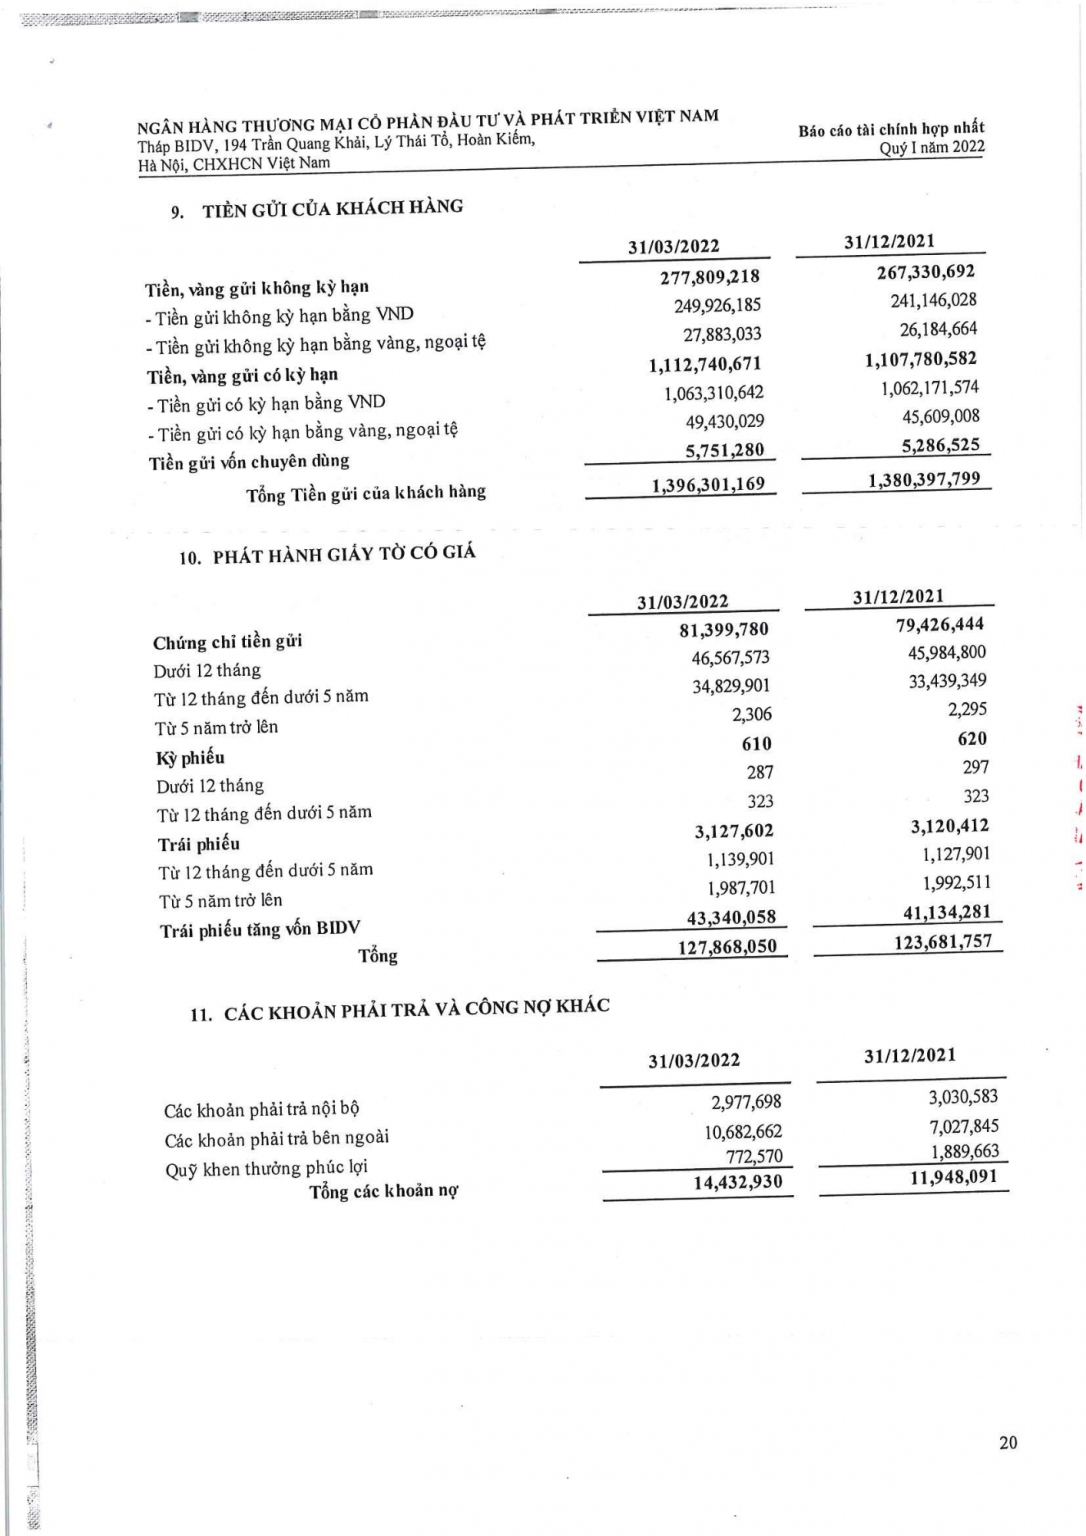 NGÂN HÀNG THƯƠNG MẠI CỔ PHẦN ĐẦU TƯ VÀ PHÁT TRIỂN VIỆT NAM
Tháp BIDV, 194 Trần Quang Khải, Lý Thái Tổ, Hoàn Kiếm,
Hà Nội, CHXHCN Việt Nam
Báo cáo tài chính hợp nhất
Quý I năm 2022
9. TIỀN GỬI CỦA KHÁCH HÀNG
31/03/2022 31/12/2021
Tiền, vàng gửi không kỳ hạn 277,809,218 267,330,692
- Tiền gửi không kỳ hạn bằng VND 249,926,185 241,146,028
- Tiền gửi không kỳ hạn bằng vàng, ngoại tệ 27,883,033 26,184,664
Tiền, vàng gửi có kỳ hạn 1,112,740,671 1,107,780,582
- Tiền gửi có kỳ hạn bằng VND 1,063,310,642 1,062,171,574
- Tiền gửi có kỳ hạn bằng vàng, ngoại tệ 49,430,029 45,609,008
Tiền gửi vốn chuyên dùng 5,751,280 5,286,525
Tổng Tiền gửi của khách hàng 1,396,301,169 1,380,397,799
10. PHÁT HÀNH GIẤY TỜ CÓ GIÁ
31/03/2022 31/12/2021
Chứng chỉ tiền gửi 81,399,780 79,426,444
Dưới 12 tháng 46,567,573 45,984,800
Từ 12 tháng đến dưới 5 năm 34,829,901 33,439,349
Từ 5 năm trở lên 2,306 2,295
Kỳ phiếu 610 620
Dưới 12 tháng 287 297
Từ 12 tháng đến dưới 5 năm 323 323
Trái phiếu 3,127,602 3,120,412
Từ 12 tháng đến dưới 5 năm 1,139,901 1,127,901
Từ 5 năm trở lên 1,987,701 1,992,511
Trái phiếu tăng vốn BIDV 43,340,058 41,134,281
Tổng 127,868,050 123,681,757
11. CÁC KHOẢN PHẢI TRẢ VÀ CÔNG NỢ KHÁC
31/03/2022 31/12/2021
Các khoản phải trả nội bộ 2,977,698 3,030,583
Các khoản phải trả bên ngoài 10,682,662 7,027,845
Quỹ khen thưởng phúc lợi 772,570 1,889,663
Tổng các khoản nợ 14,432,930 11,948,091
20